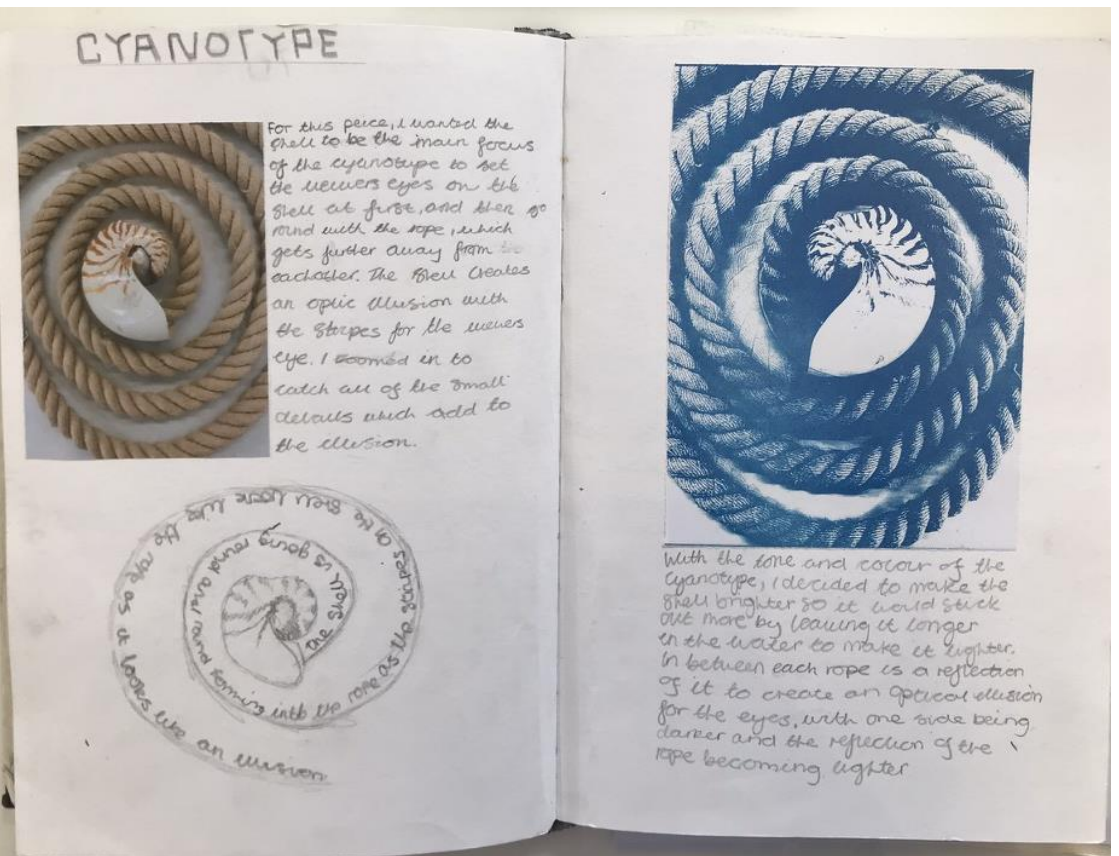 CYANOTYPE
For this peice, I wanted the
shell to be the main focus
of the cyanotype to set
the viewers eyes on the
shell at first, and then go
round with the rope, which
gets further away from
eachother. The shell creates
an optic illusion with
the stripes for the viewers
eye. I zoomed in to
catch all of the small
details which add to
the illusion.
The shell is going round and round forming into the rope as the stripes on the shell look like the rope as it looks like an illusion
With the tone and colour of the
cyanotype, I decided to make the
shell brighter so it would stick
out more by leaving it longer
in the water to make it lighter.
In between each rope is a reflection
of it to create an optical illusion
for the eyes, with one side being
darker and the reflection of the
rope becoming lighter